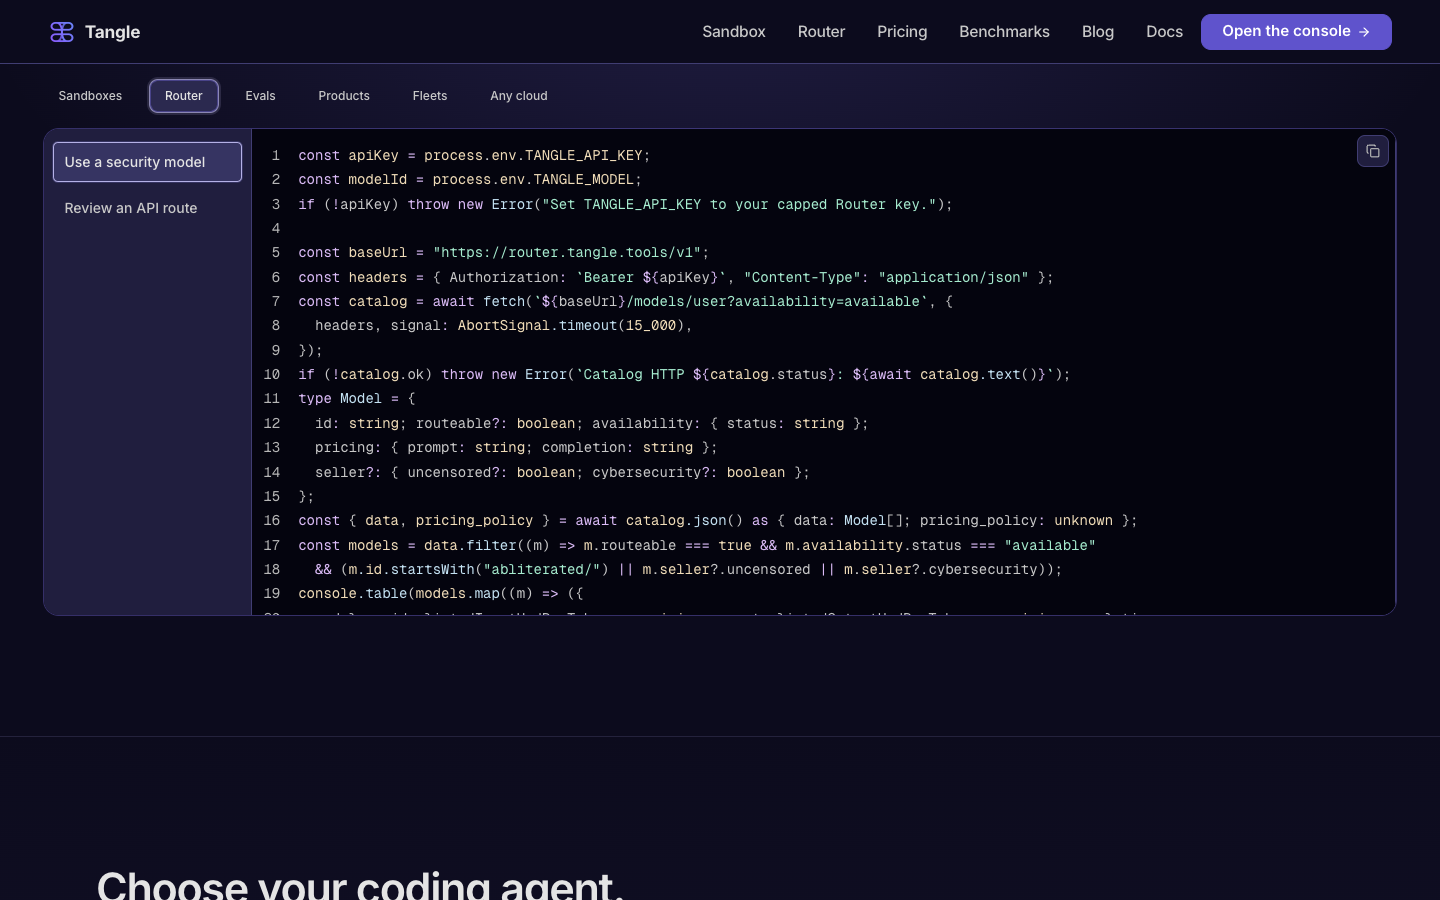 Tangle
Sandbox
Router
Pricing
Benchmarks
Blog
Docs
Open the console →
Sandboxes
Router
Evals
Products
Fleets
Any cloud
Use a security model
Review an API route
1 const apiKey = process.env.TANGLE_API_KEY;
2 const modelId = process.env.TANGLE_MODEL;
3 if (!apiKey) throw new Error("Set TANGLE_API_KEY to your capped Router key.");
4
5 const baseUrl = "https://router.tangle.tools/v1";
6 const headers = { Authorization: `Bearer ${apiKey}`, "Content-Type": "application/json" };
7 const catalog = await fetch(`${baseUrl}/models/user?availability=available`, {
8   headers, signal: AbortSignal.timeout(15_000),
9 });
10 if (!catalog.ok) throw new Error(`Catalog HTTP ${catalog.status}: ${await catalog.text()}`);
11 type Model = {
12   id: string; routeable?: boolean; availability: { status: string };
13   pricing: { prompt: string; completion: string };
14   seller?: { uncensored?: boolean; cybersecurity?: boolean };
15 };
16 const { data, pricing_policy } = await catalog.json() as { data: Model[]; pricing_policy: unknown };
17 const models = data.filter((m) => m.routeable === true && m.availability.status === "available"
18   && (m.id.startsWith("abliterated/") || m.seller?.uncensored || m.seller?.cybersecurity));
19 console.table(models.map((m) => ({
Choose your coding agent.